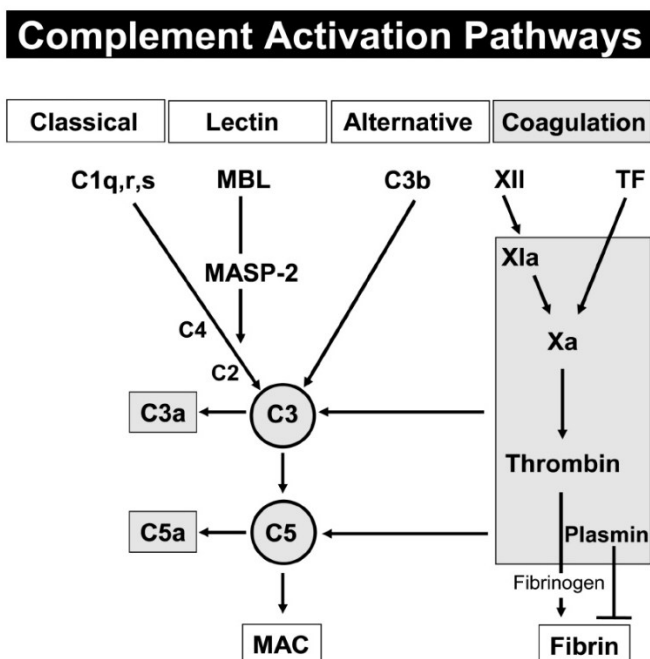 Complement Activation Pathways
Classical Lectin Alternative Coagulation
C1q,r,s MBL C3b XII TF
XIa
MASP-2
C4
Xa
C2
C3a C3
Thrombin
C5a C5 Plasmin
Fibrinogen
MAC Fibrin